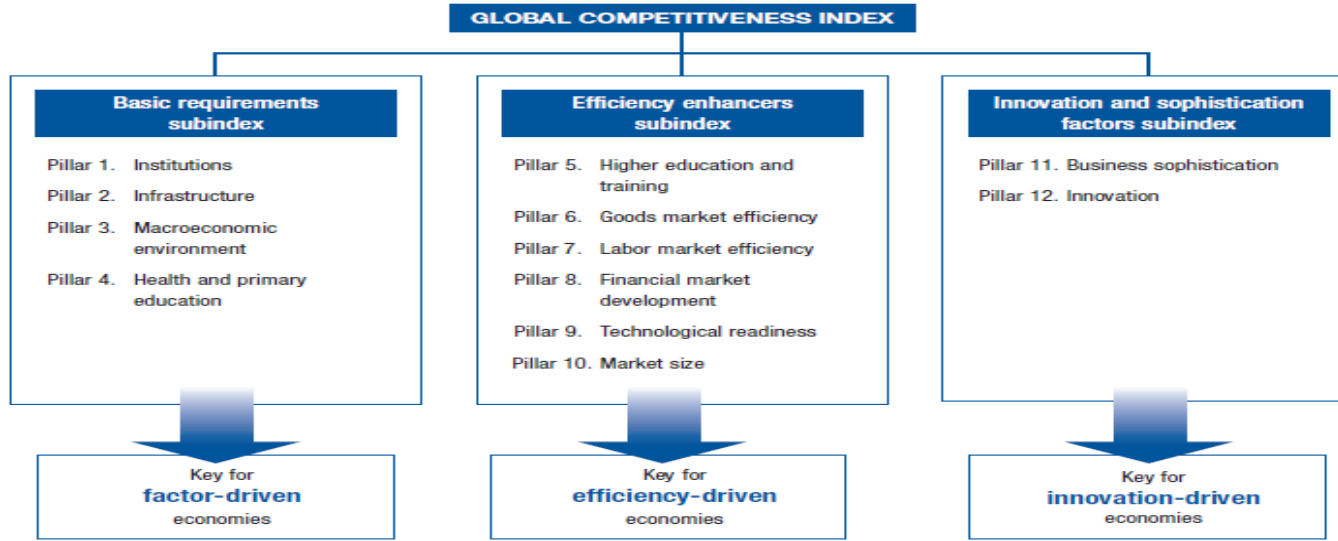 GLOBAL COMPETITIVENESS INDEX
Basic requirements
subindex
Pillar 1. Institutions
Pillar 2. Infrastructure
Pillar 3. Macroeconomic
environment
Pillar 4. Health and primary
education
Key for
factor-driven
economies
Efficiency enhancers
subindex
Pillar 5. Higher education and
training
Pillar 6. Goods market efficiency
Pillar 7. Labor market efficiency
Pillar 8. Financial market
development
Pillar 9. Technological readiness
Pillar 10. Market size
Key for
efficiency-driven
economies
Innovation and sophistication
factors subindex
Pillar 11. Business sophistication
Pillar 12. Innovation
Key for
innovation-driven
economies